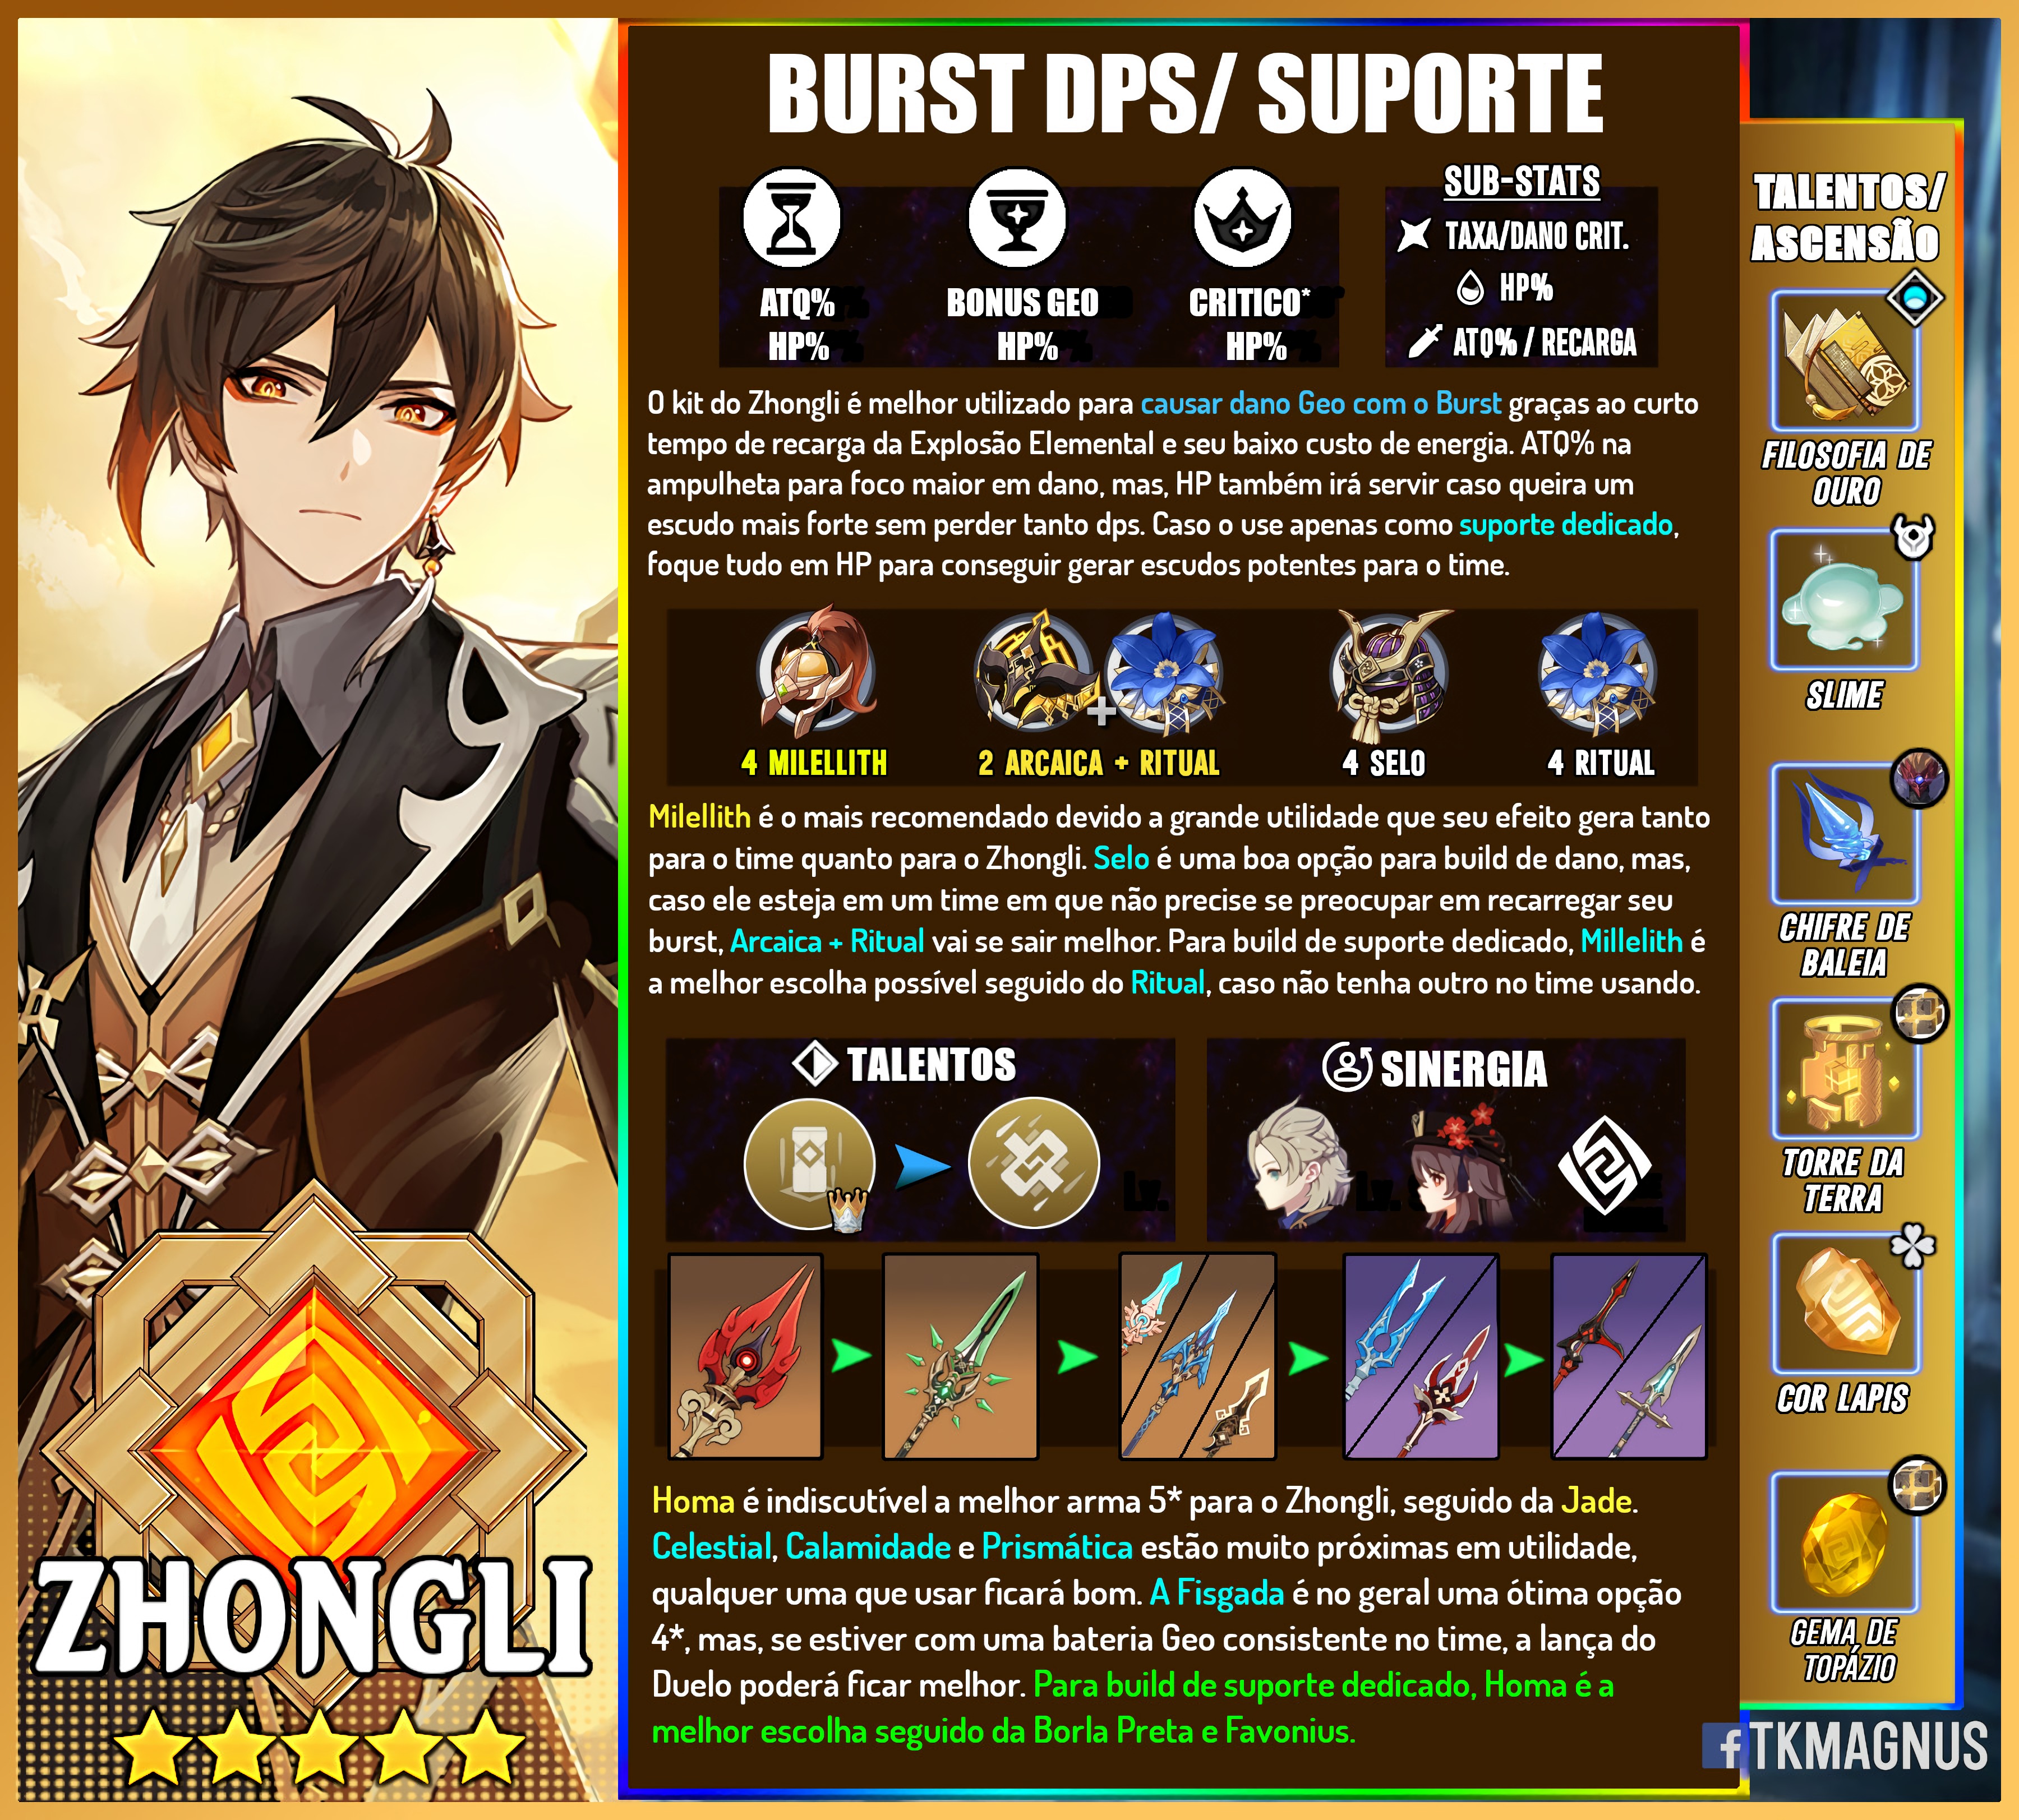 BURST DPS/ SUPORTE
ATQ%
HP%
BONUS GEO
HP%
CRITICO*
HP%
SUB-STATS
TAXA/DANO CRIT.
HP%
ATQ% / RECARGA
O kit do Zhongli é melhor utilizado para causar dano Geo com o Burst graças ao curto
tempo de recarga da Explosão Elemental e seu baixo custo de energia. ATQ% na
ampulheta para foco maior em dano, mas, HP também irá servir caso queira um
escudo mais forte sem perder tanto dps. Caso o use apenas como suporte dedicado,
foque tudo em HP para conseguir gerar escudos potentes para o time.
4 MILELLITH
2 ARCAICA + RITUAL
4 SELO
4 RITUAL
Milellith é o mais recomendado devido a grande utilidade que seu efeito gera tanto
para o time quanto para o Zhongli. Selo é uma boa opção para build de dano, mas,
caso ele esteja em um time em que não precise se preocupar em recarregar seu
burst, Arcaica + Ritual vai se sair melhor. Para build de suporte dedicado, Millelith é
a melhor escolha possível seguido do Ritual, caso não tenha outro no time usando.
TALENTOS
SINERGIA
Homa é indiscutível a melhor arma 5* para o Zhongli, seguido da Jade.
Celestial, Calamidade e Prismática estão muito próximas em utilidade,
qualquer uma que usar ficará bom. A Fisgada é no geral uma ótima opção
4*, mas, se estiver com uma bateria Geo consistente no time, a lança do
Duelo poderá ficar melhor. Para build de suporte dedicado, Homa é a
melhor escolha seguido da Borla Preta e Favonius.
TALENTOS/
ASCENSÃO
FILOSOFIA DE
OURO
SLIME
CHIFRE DE
BALEIA
TORRE DA
TERRA
COR LAPIS
GEMA DE
TOPÁZIO
ZHONGLI
f TKMAGNUS